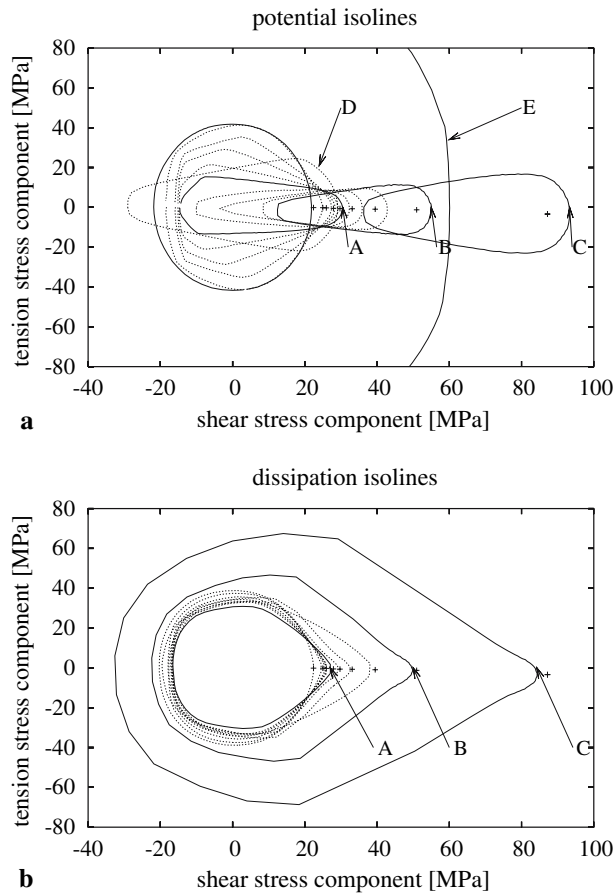 potential isolines
tension stress component [MPa]
80
60
40
20
0
-20
-40
-60
-80
D
E
A
B
C
-40
-20
0
20
40
60
80
100
a
shear stress component [MPa]
dissipation isolines
tension stress component [MPa]
80
60
40
20
0
-20
-40
-60
-80
A
B
C
-40
-20
0
20
40
60
80
100
b
shear stress component [MPa]